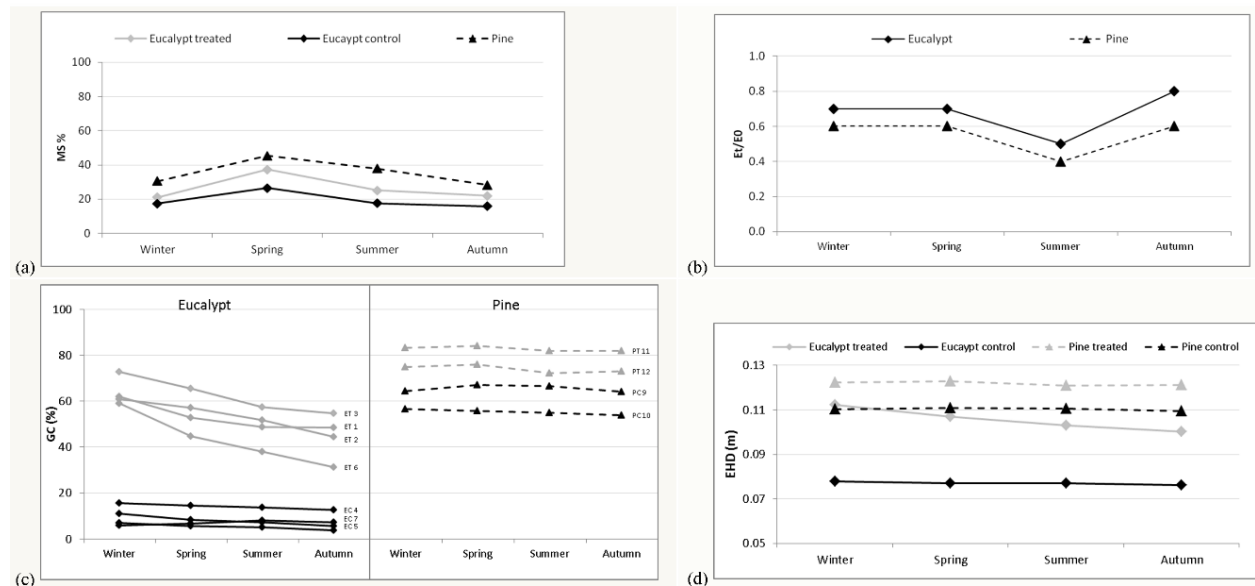 Eucalypt treated Eucaypt control Pine
100
80
60
40
20
0
MS %
Winter Spring Summer Autumn
(a)
Eucalypt Pine
1.0
0.8
0.6
0.4
0.2
0.0
Et/E0
Winter Spring Summer Autumn
(b)
Eucalypt Pine
100
80
60
40
20
0
GC (%)
PT 11
PT 12
PC 9
PC10
ET 3
ET 1
ET 2
ET 6
EC 4
EC 7
EC 5
Winter Spring Summer Autumn Winter Spring Summer Autumn
(c)
Eucalypt treated Eucaypt control Pine treated Pine control
0.13
0.11
0.09
0.07
0.05
EHD (m)
Winter Spring Summer Autumn
(d)